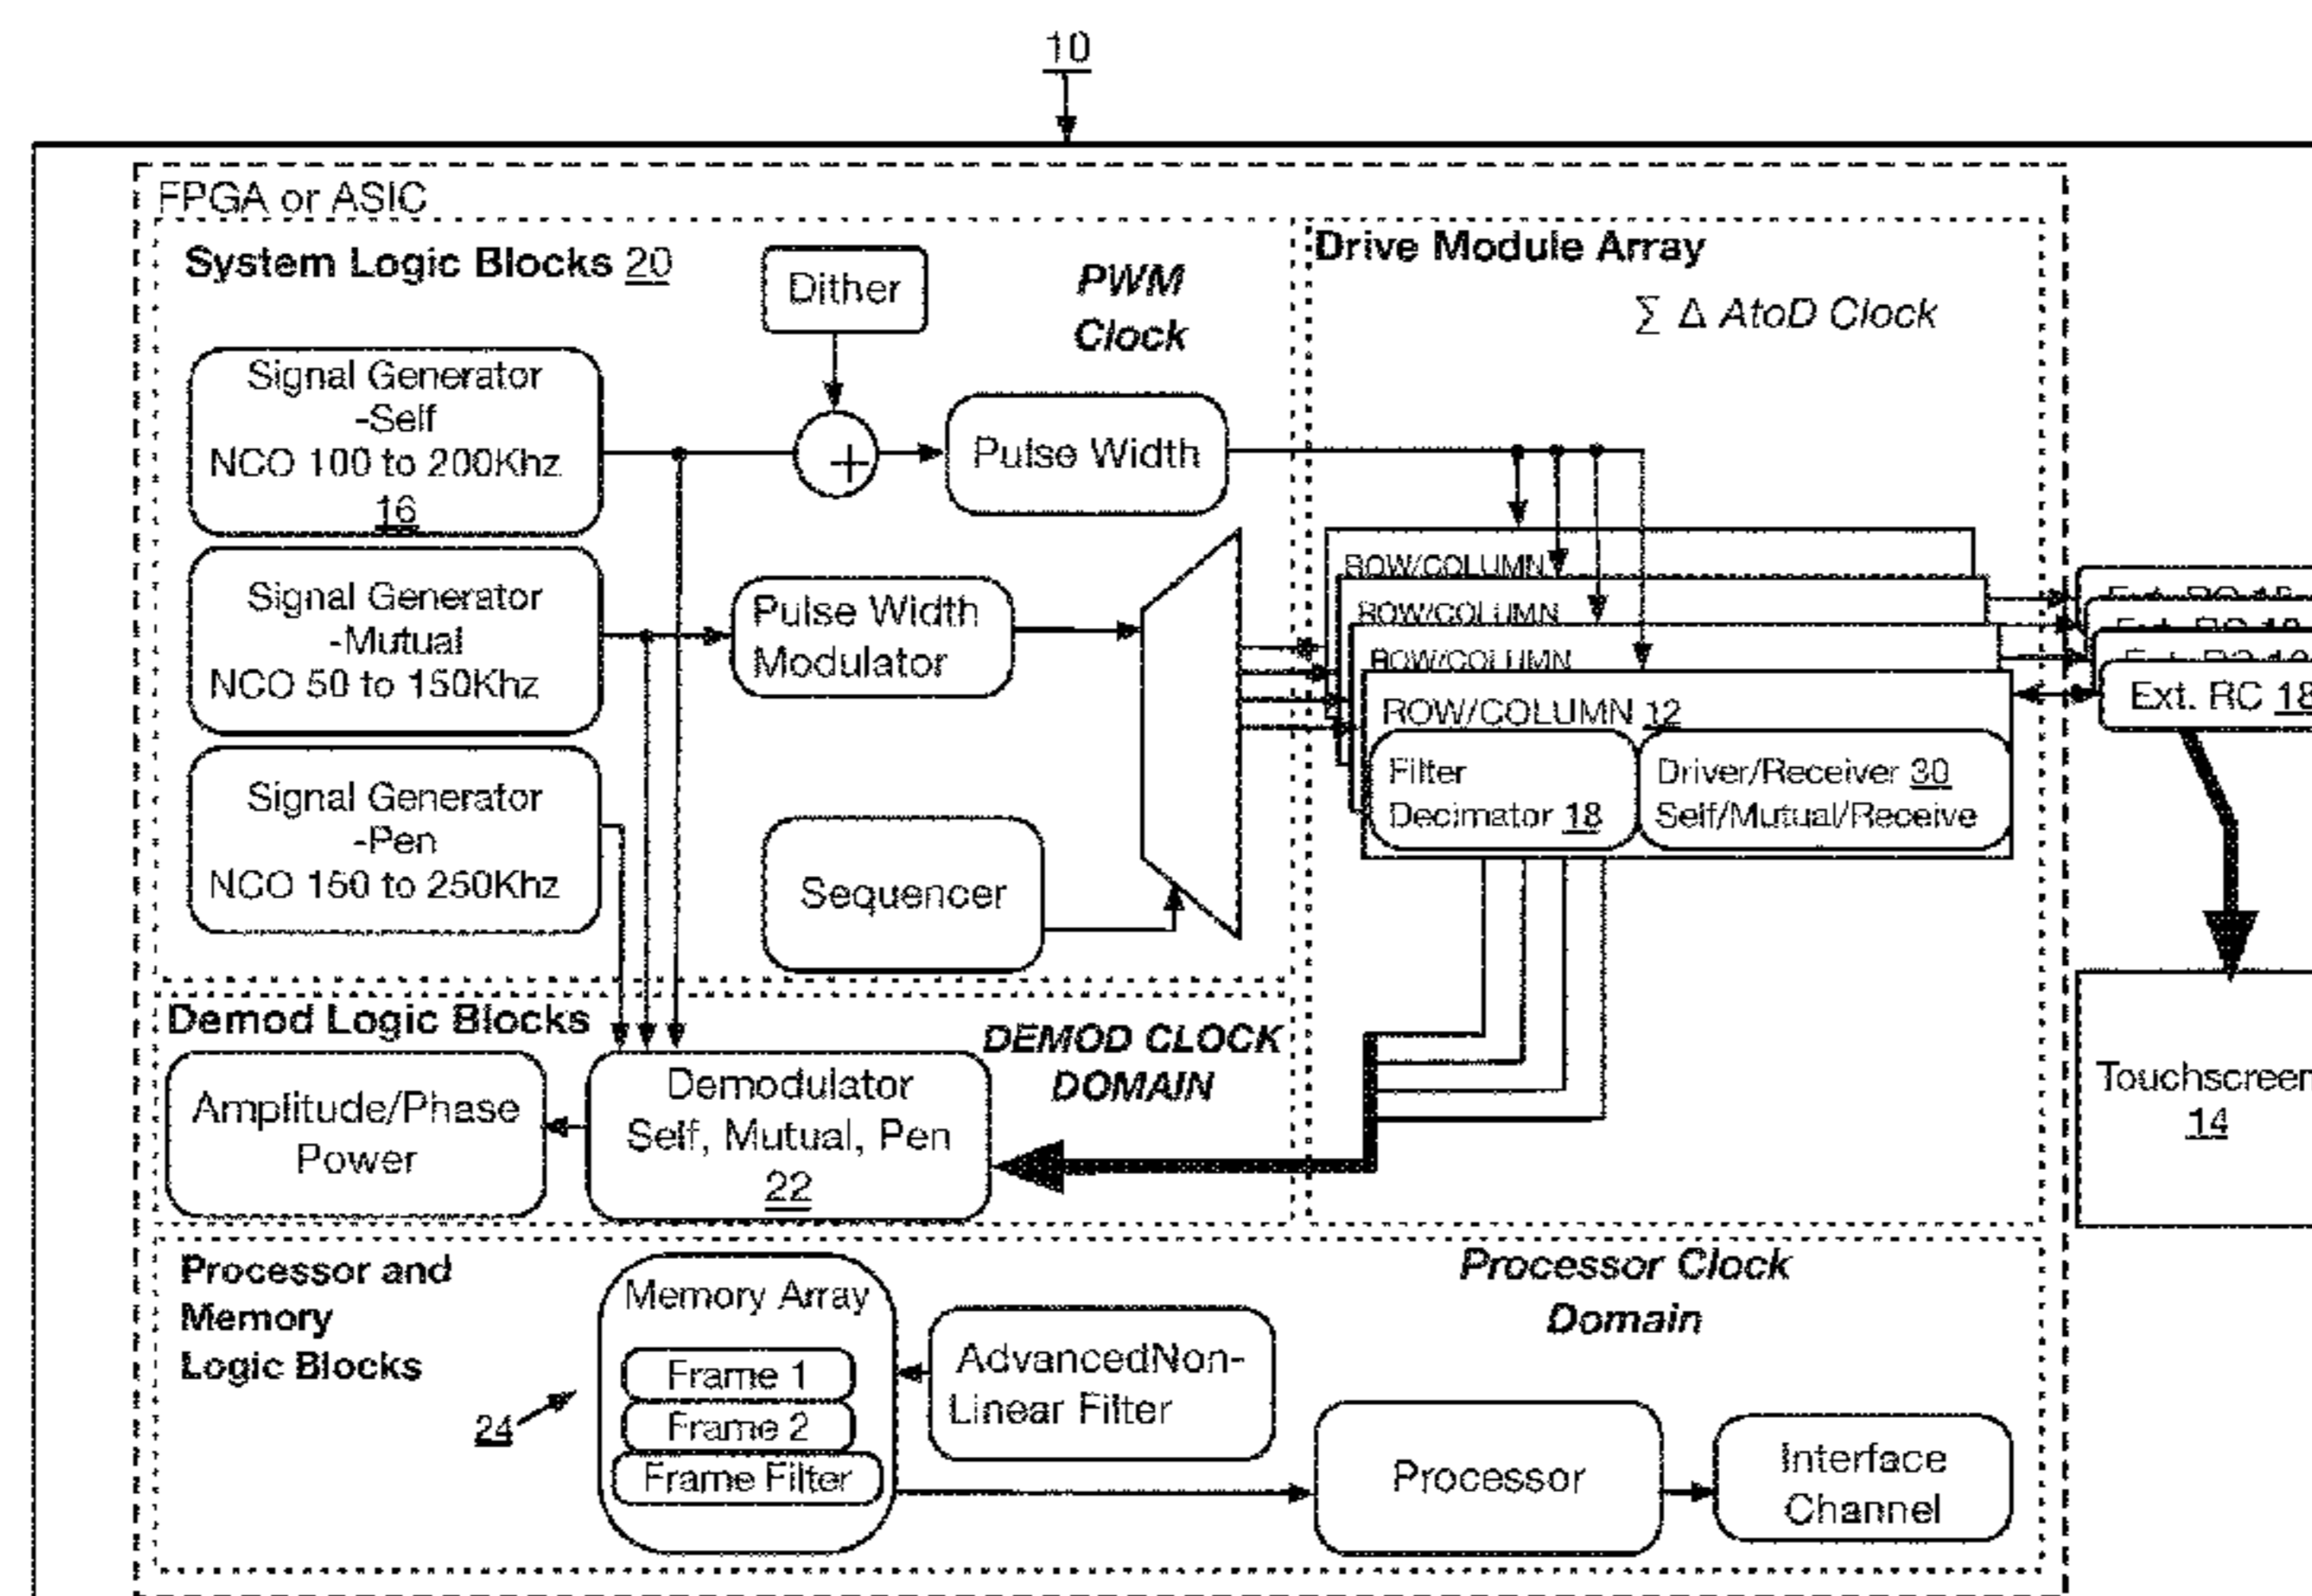 10
FPGA or ASIC
System Logic Blocks 20
Dither
PWM
Clock
Drive Module Array
∑ Δ AtoD Clock
Signal Generator
-Self
NCO 100 to 200Khz
16
+
Pulse Width
Signal Generator
-Mutual
NCO 50 to 150Khz
Pulse Width
Modulator
ROW/COLUMN
ROW/COLUMN
ROW/COLUMN
ROW/COLUMN 12
Filter
Decimator 18
Driver/Receiver 30
Self/Mutual/Receive
Ext. RC 18
Signal Generator
-Pen
NCO 150 to 250Khz
Sequencer
Demod Logic Blocks
DEMOD CLOCK
DOMAIN
Amplitude/Phase
Power
Demodulator
Self, Mutual, Pen
22
Touchscreen
14
Processor and
Memory
Logic Blocks
24
Memory Array
Frame 1
Frame 2
Frame Filter
AdvancedNon-
Linear Filter
Processor Clock
Domain
Processor
Interface
Channel